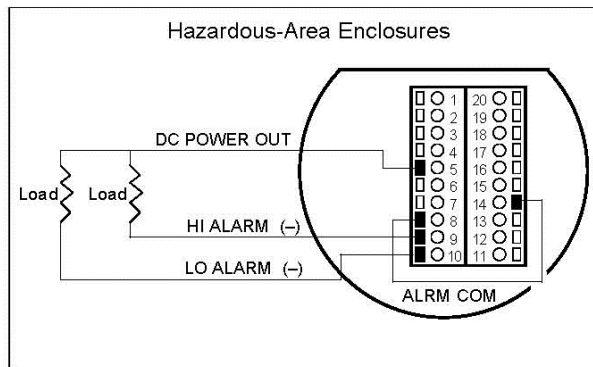 Hazardous-Area Enclosures
1 20
2 19
3 18
DC POWER OUT
4 17
5 16
6 15
Load Load
7 14
8 13
HI ALARM (–)
9 12
10 11
LO ALARM (–)
ALRM COM